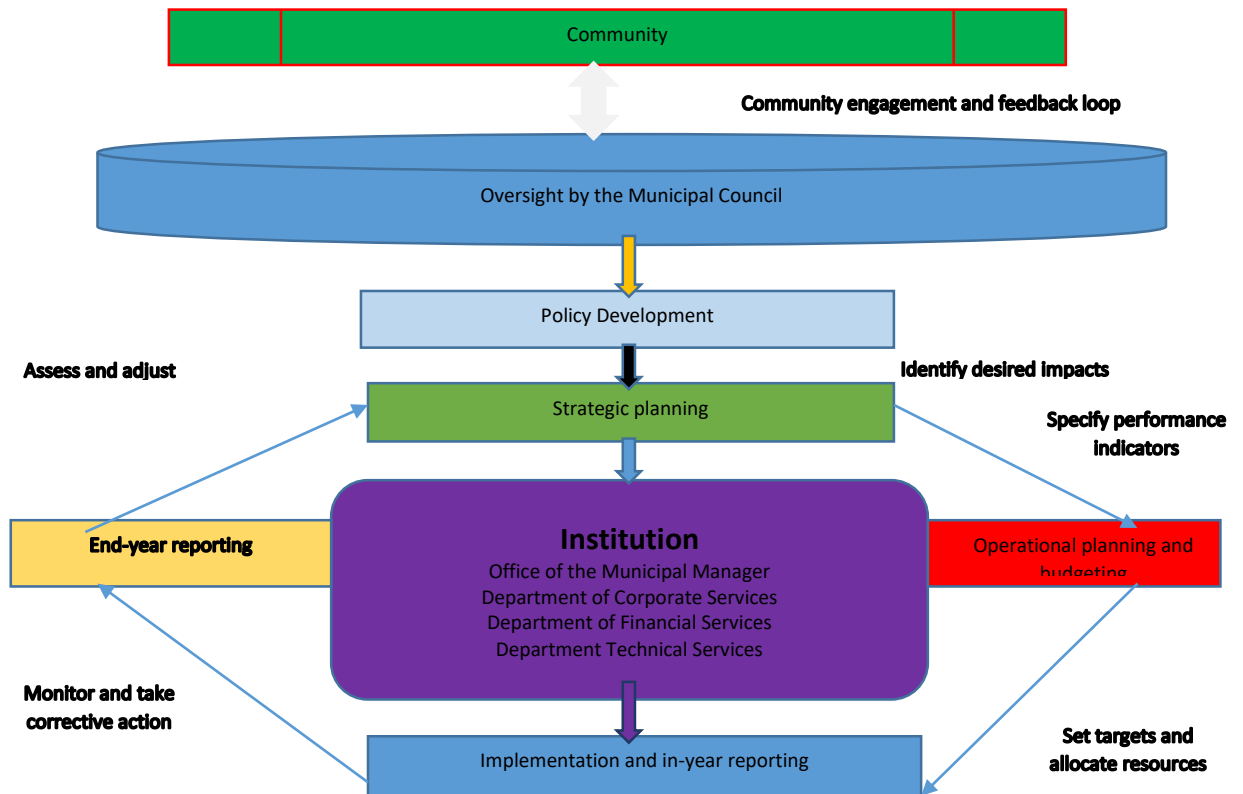 Community
Community engagement and feedback loop
Oversight by the Municipal Council
Policy Development
Assess and adjust
Identify desired impacts
Strategic planning
Specify performance
indicators
Institution
Office of the Municipal Manager
Department of Corporate Services
Department of Financial Services
Department Technical Services
End-year reporting
Operational planning and
budgeting
Monitor and take
corrective action
Implementation and in-year reporting
Set targets and
allocate resources